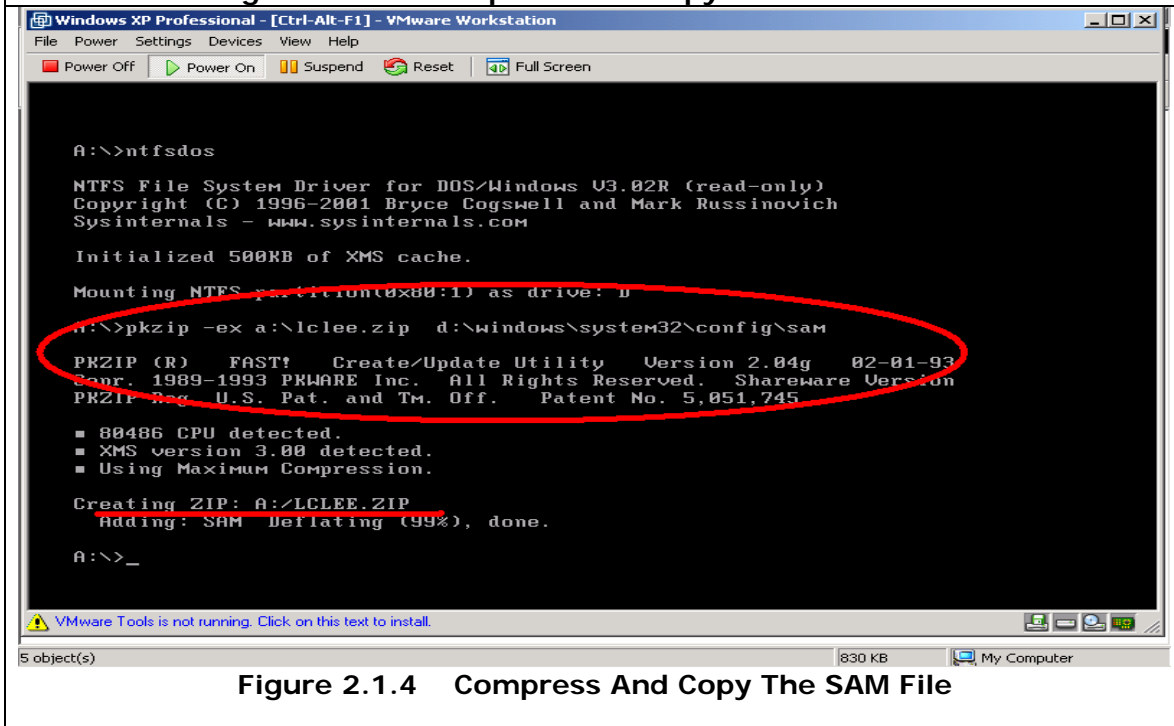 Windows XP Professional - [Ctrl-Alt-F1] - VMware Workstation
File Power Settings Devices View Help
Power Off Power On Suspend Reset Full Screen
A:\>ntfsdos
NTFS File System Driver for DOS/Windows V3.02R (read-only)
Copyright (C) 1996-2001 Bryce Cogswell and Mark Russinovich
Sysinternals - www.sysinternals.com
Initialized 500KB of XMS cache.
Mounting NTFS partition(0x80:1) as drive: D
A:\>pkzip -ex a:\lclee.zip d:\windows\system32\config\sam
PKZIP (R) FAST! Create/Update Utility Version 2.04g 02-01-93
Copr. 1989-1993 PKWARE Inc. All Rights Reserved. Shareware Version
PKZIP Reg. U.S. Pat. and Tm. Off. Patent No. 5,051,745
■ 80486 CPU detected.
■ XMS version 3.00 detected.
■ Using Maximum Compression.
Creating ZIP: A:/LCLEE.ZIP
Adding: SAM Deflating (99%), done.
A:\>_
VMware Tools is not running. Click on this text to install.
5 object(s) 830 KB My Computer
Figure 2.1.4 Compress And Copy The SAM File